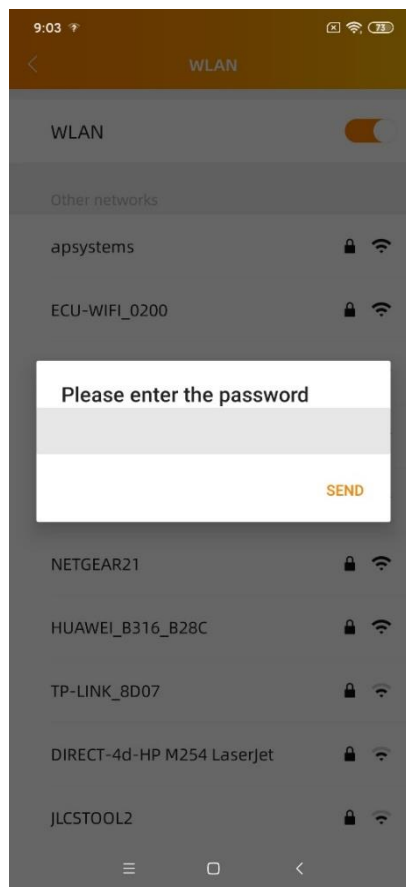 9:03
73
WLAN
WLAN
Other networks
apsystems
ECU-WIFI_0200
Please enter the password
SEND
NETGEAR21
HUAWEI_B316_B28C
TP-LINK_8D07
DIRECT-4d-HP M254 LaserJet
JLCSTOOL2